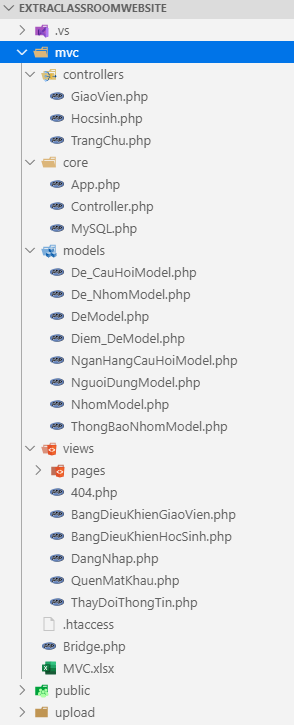 EXTRACLASSROOMWEBSITE
.vs
mvc
controllers
GiaoVien.php
Hocsinh.php
TrangChu.php
core
App.php
Controller.php
MySQL.php
models
De_CauHoiModel.php
De_NhomModel.php
DeModel.php
Diem_DeModel.php
NganHangCauHoiModel.php
NguoiDungModel.php
NhomModel.php
ThongBaoNhomModel.php
views
pages
404.php
BangDieuKhienGiaoVien.php
BangDieuKhienHocSinh.php
DangNhap.php
QuenMatKhau.php
ThayDoiThongTin.php
.htaccess
Bridge.php
MVC.xlsx
public
upload